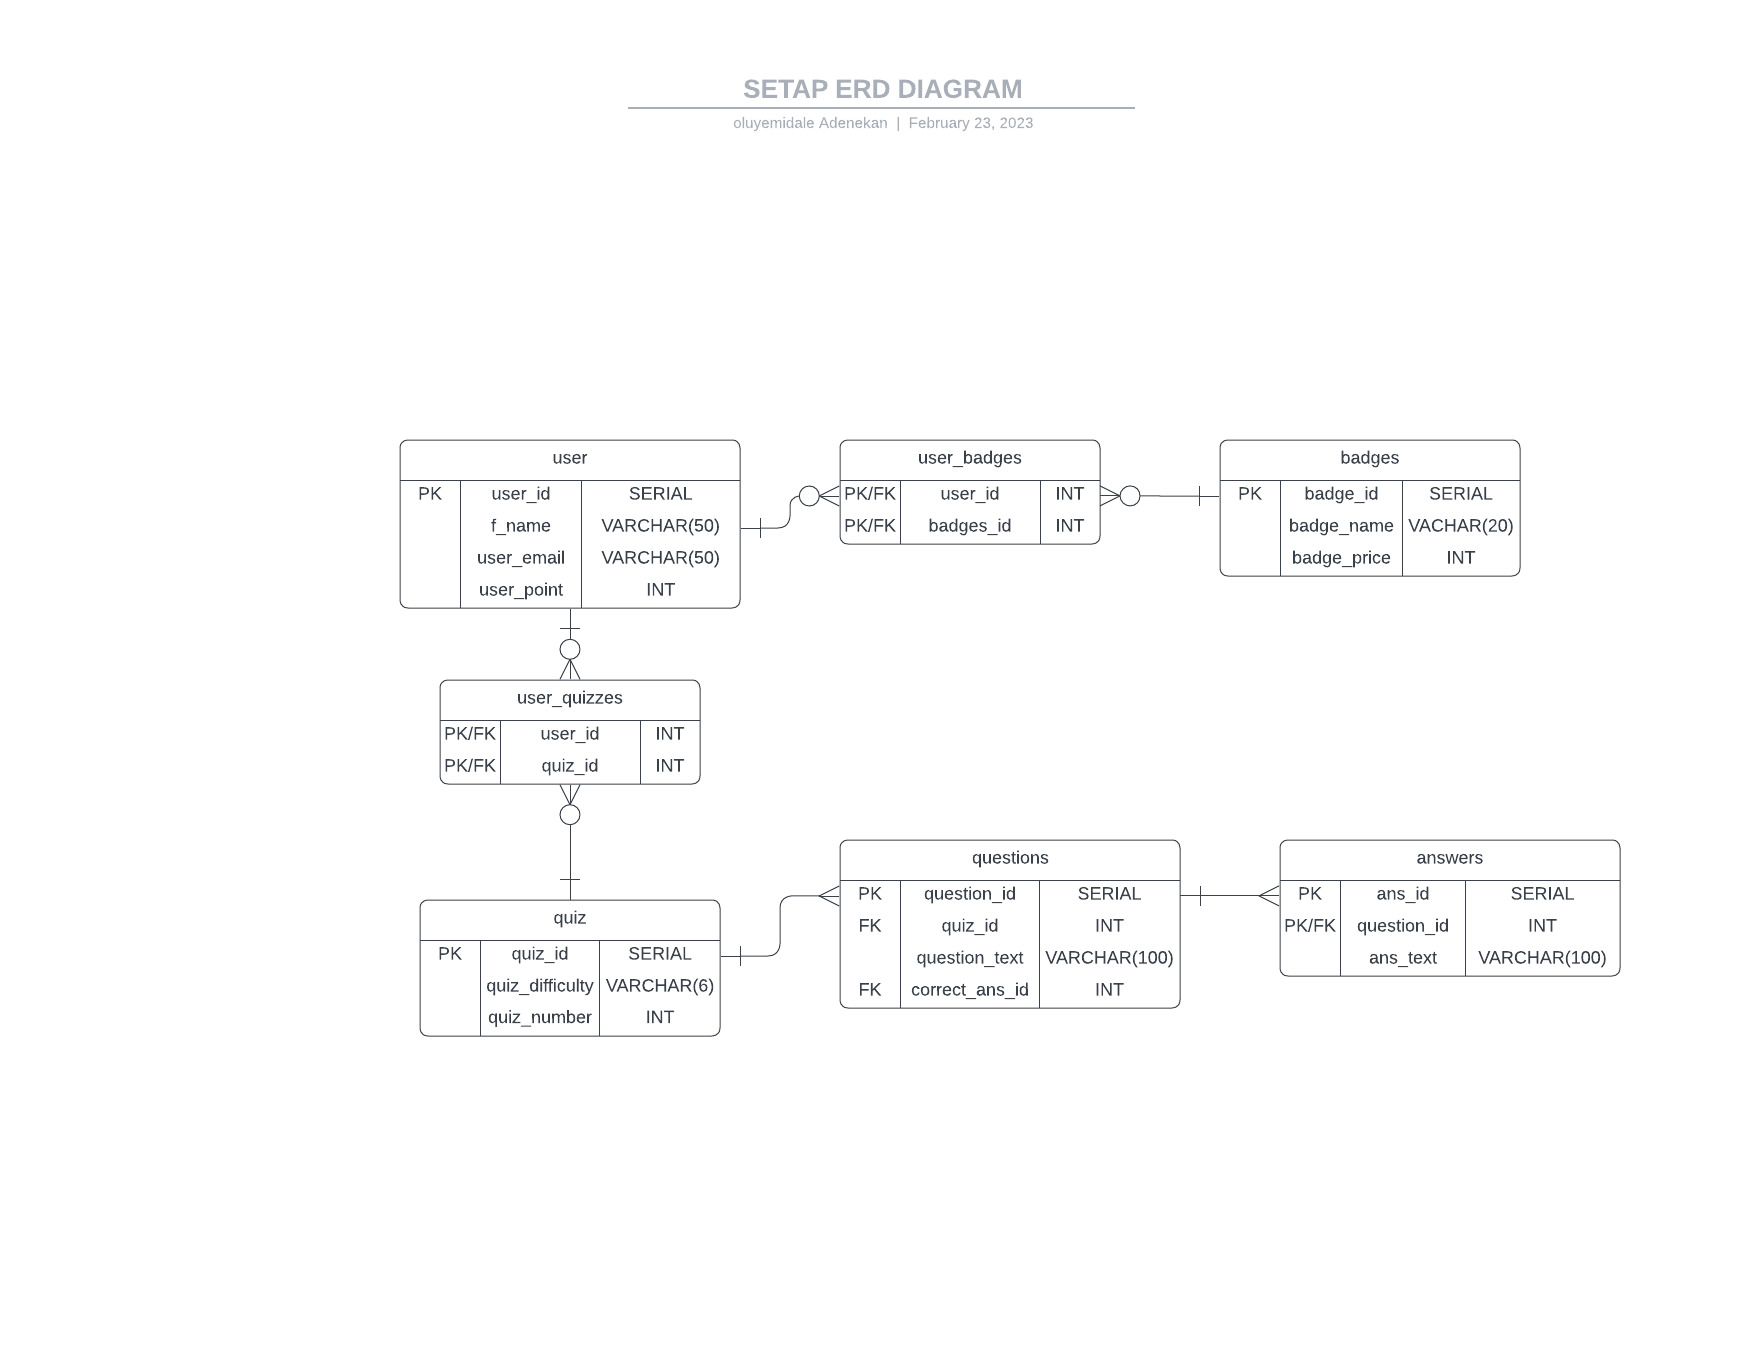 SETAP ERD DIAGRAM
oluyemidale Adenekan | February 23, 2023
user
PK user_id SERIAL
f_name VARCHAR(50)
user_email VARCHAR(50)
user_point INT
user_badges
PK/FK user_id INT
PK/FK badges_id INT
badges
PK badge_id SERIAL
badge_name VACHAR(20)
badge_price INT
user_quizzes
PK/FK user_id INT
PK/FK quiz_id INT
quiz
PK quiz_id SERIAL
quiz_difficulty VARCHAR(6)
quiz_number INT
questions
PK question_id SERIAL
FK quiz_id INT
question_text VARCHAR(100)
FK correct_ans_id INT
answers
PK ans_id SERIAL
PK/FK question_id INT
ans_text VARCHAR(100)